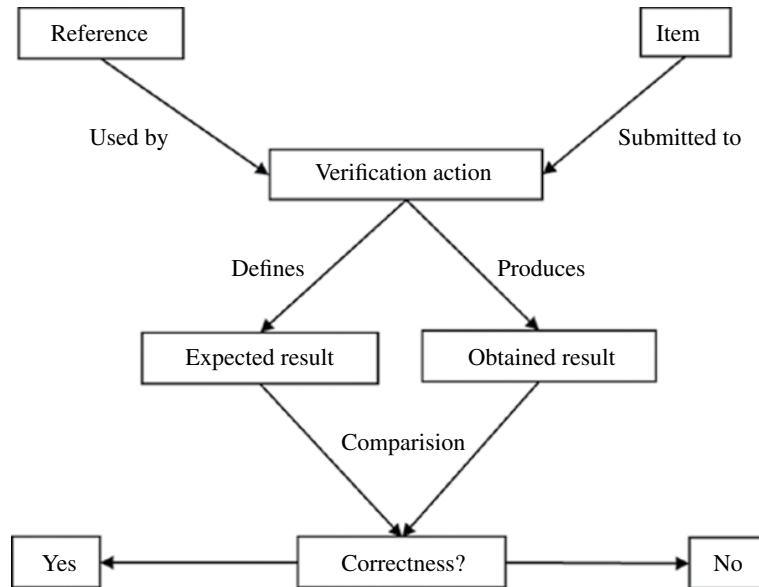 Reference
Item
Used by
Submitted to
Verification action
Defines
Produces
Expected result
Obtained result
Comparision
Yes
Correctness?
No